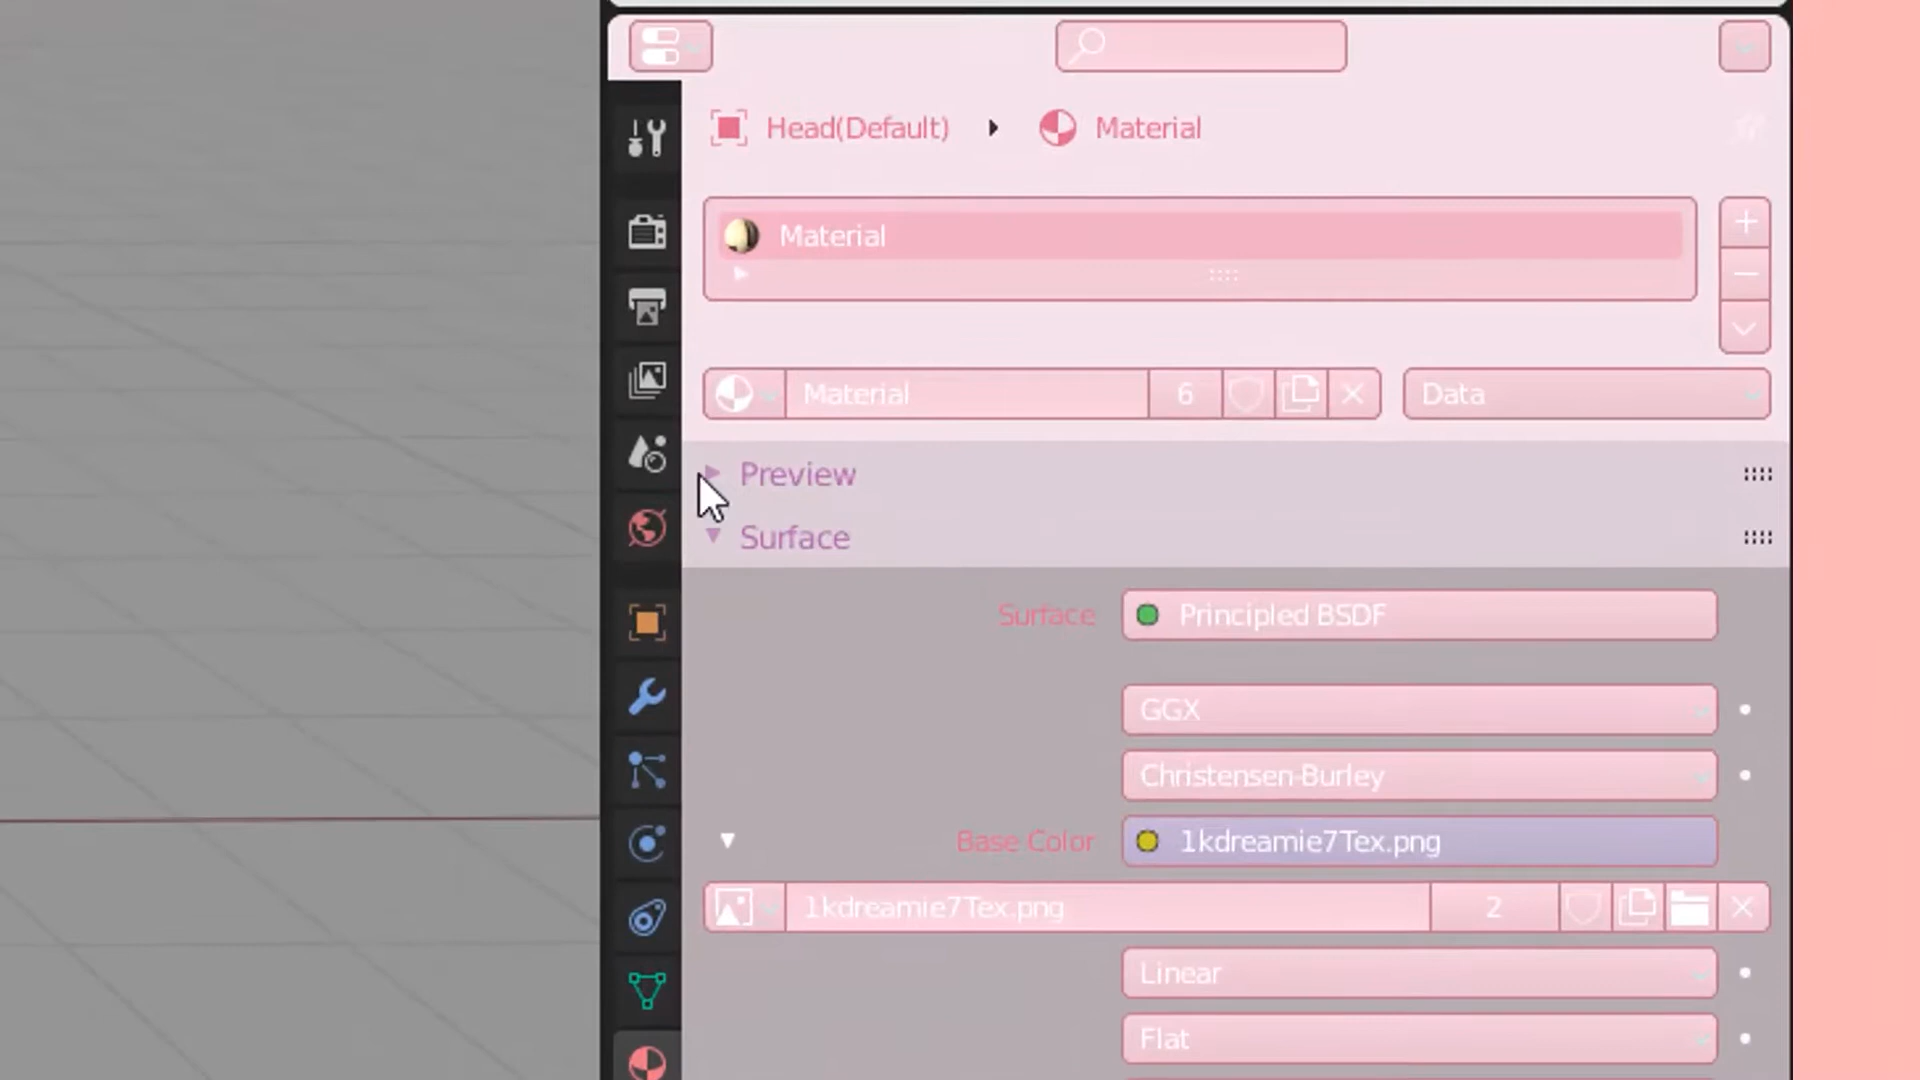 Head(Default) Material
Material
Material 6 Data
Preview
Surface
Surface Principled BSDF
GGX
Christensen-Burley
Base Color 1kdreamie7Tex.png
1kdreamie7Tex.png 2
Linear
Flat